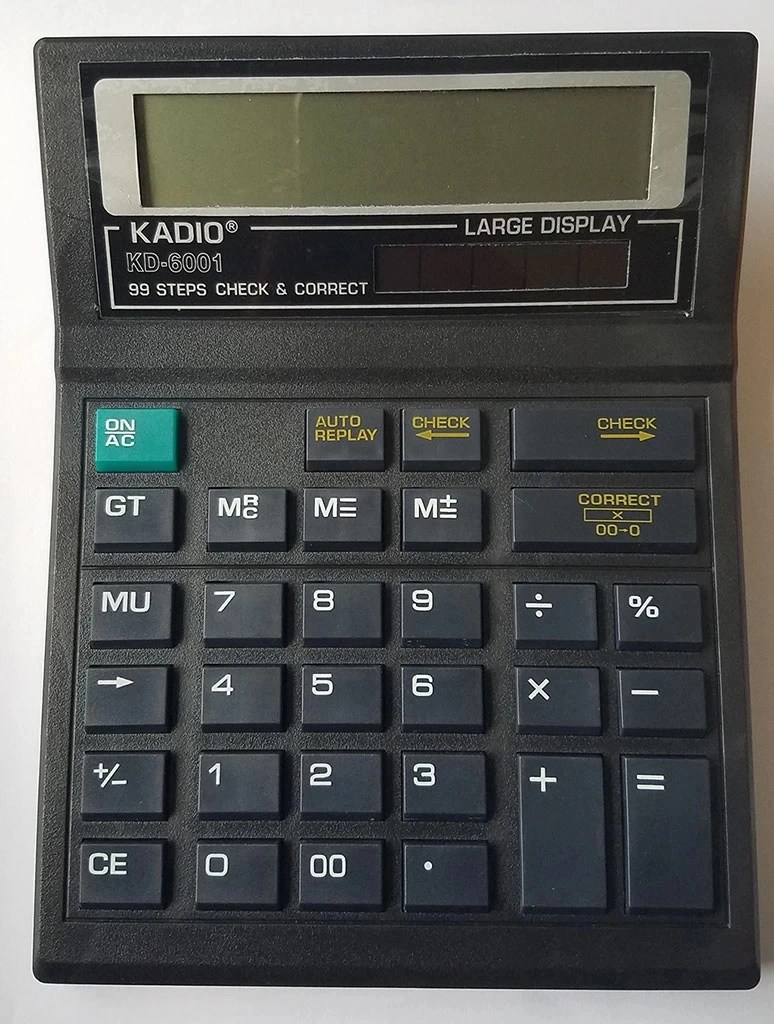 KADIO® LARGE DISPLAY
KD-6001
99 STEPS CHECK & CORRECT
ON
AC
AUTO
REPLAY
CHECK
←
CHECK
→
GT
MRC
M=
M±
CORRECT
X
00→0
MU 7 8 9 ÷ %
→ 4 5 6 × −
+/− 1 2 3 + =
CE 0 00 .